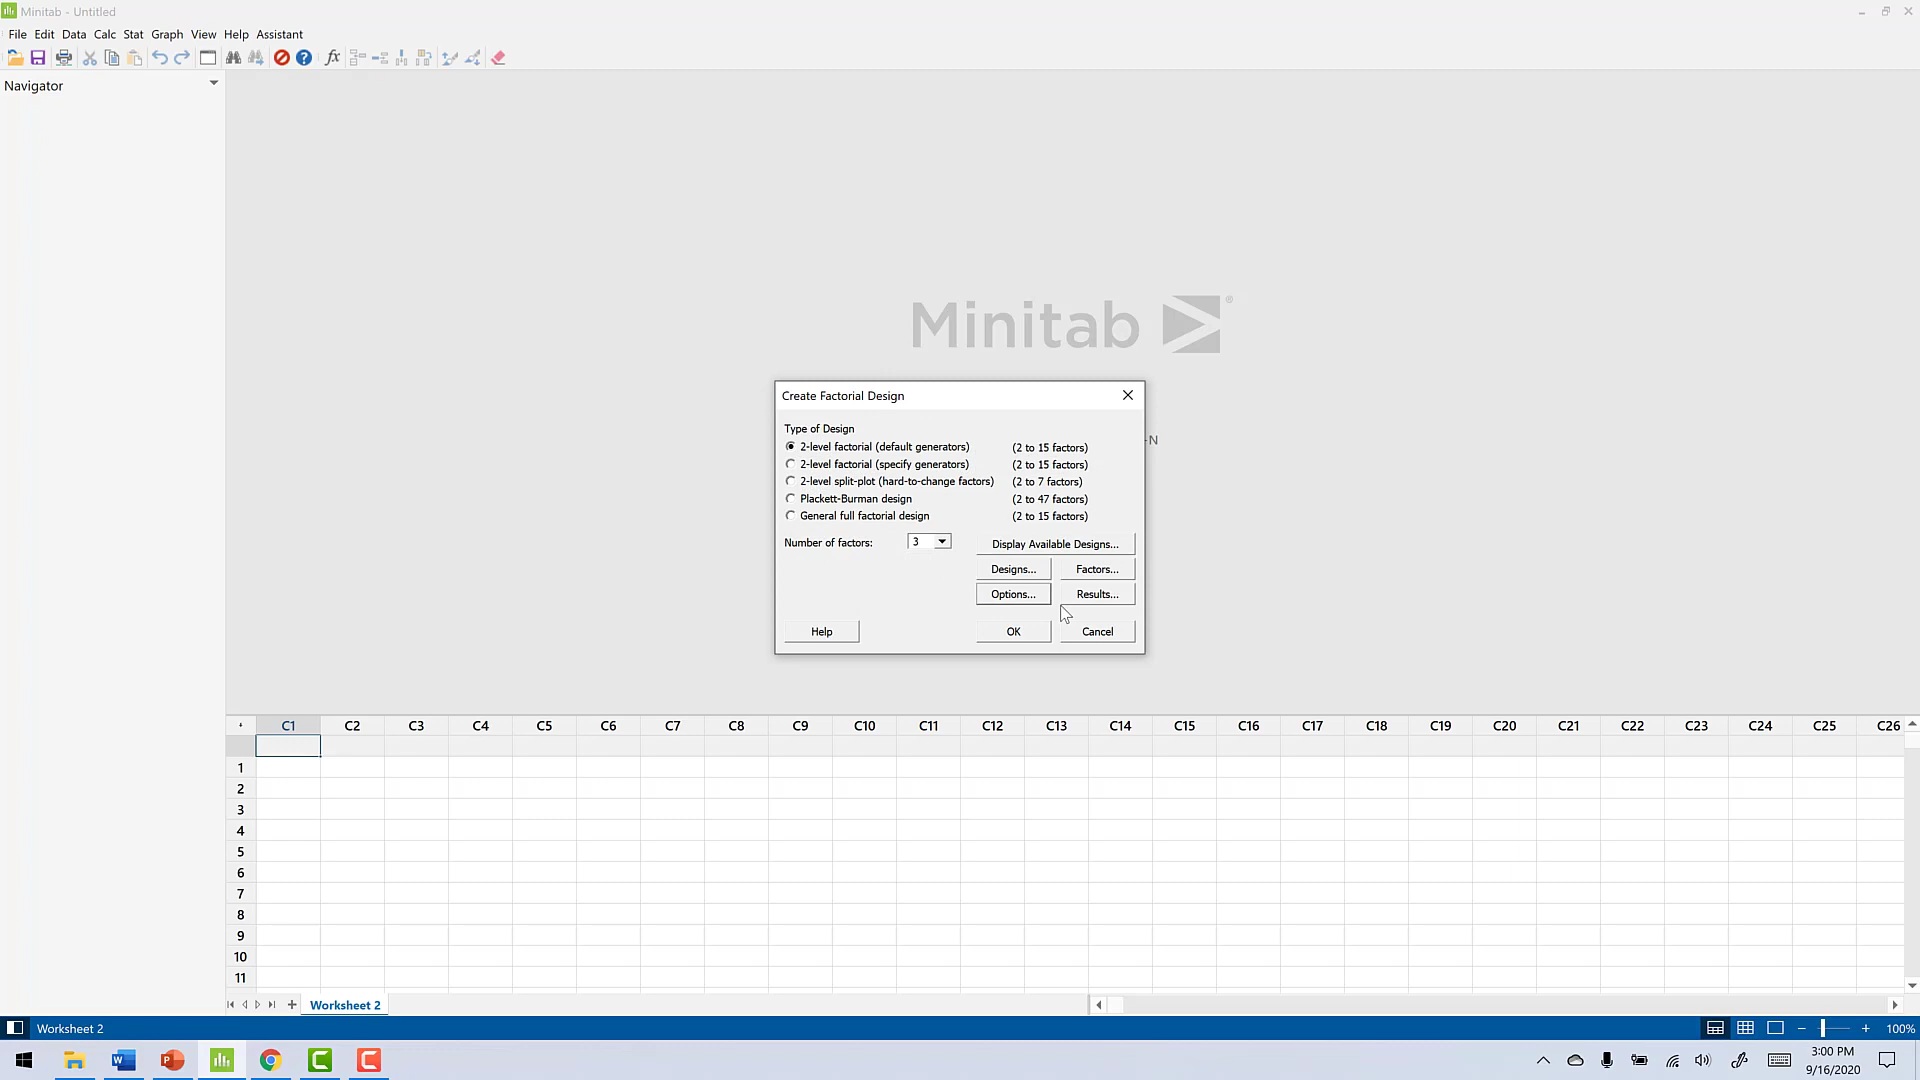 Minitab - Untitled
File Edit Data Calc Stat Graph View Help Assistant
Navigator
Minitab ®
N
Create Factorial Design
Type of Design
2-level factorial (default generators) (2 to 15 factors)
2-level factorial (specify generators) (2 to 15 factors)
2-level split-plot (hard-to-change factors) (2 to 7 factors)
Plackett-Burman design (2 to 47 factors)
General full factorial design (2 to 15 factors)
Number of factors: 3 Display Available Designs...
Designs... Factors...
Options... Results...
Help OK Cancel
C1 C2 C3 C4 C5 C6 C7 C8 C9 C10 C11 C12 C13 C14 C15 C16 C17 C18 C19 C20 C21 C22 C23 C24 C25 C26
1
2
3
4
5
6
7
8
9
10
11
Worksheet 2
Worksheet 2 100%
3:00 PM
9/16/2020